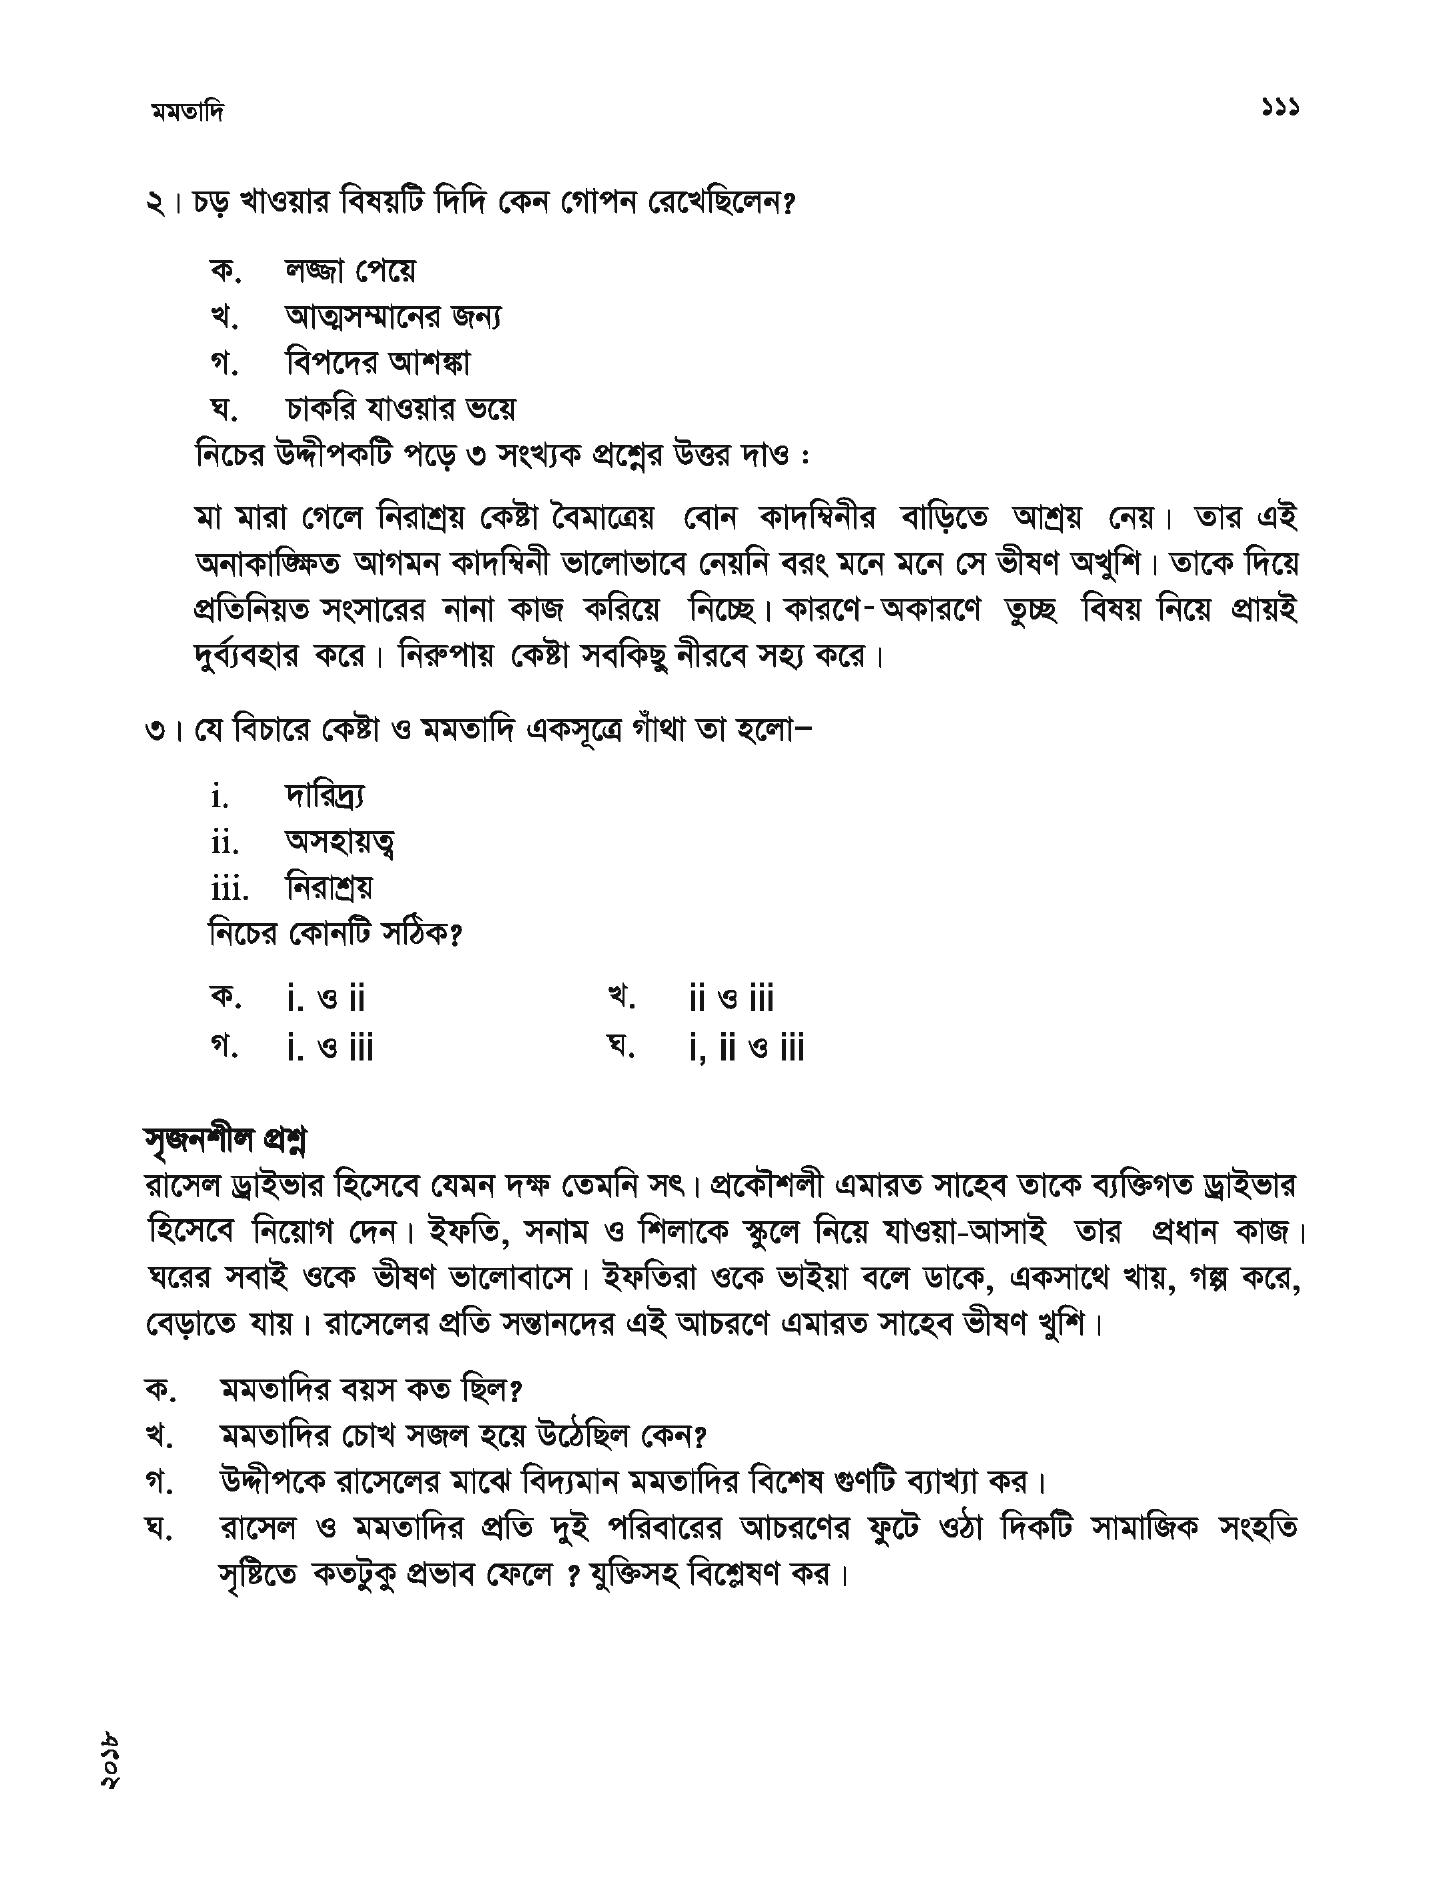 মমতাদি ১১১
২। চড় খাওয়ার বিষয়টি দিদি কেন গোপন রেখেছিলেন?
ক. লজ্জা পেয়ে
খ. আত্মসম্মানের জন্য
গ. বিপদের আশঙ্কা
ঘ. চাকরি যাওয়ার ভয়ে
নিচের উদ্দীপকটি পড়ে ৩ সংখ্যক প্রশ্নের উত্তর দাও :
মা মারা গেলে নিরাশ্রয় কেষ্টা বৈমাত্রেয় বোন কাদম্বিনীর বাড়িতে আশ্রয় নেয়। তার এই
অনাকাঙ্ক্ষিত আগমন কাদম্বিনী ভালোভাবে নেয়নি বরং মনে মনে সে ভীষণ অখুশি। তাকে দিয়ে
প্রতিনিয়ত সংসারের নানা কাজ করিয়ে নিচ্ছে। কারণে-অকারণে তুচ্ছ বিষয় নিয়ে প্রায়ই
দুর্ব্যবহার করে। নিরুপায় কেষ্টা সবকিছু নীরবে সহ্য করে।
৩। যে বিচারে কেষ্টা ও মমতাদি একসূত্রে গাঁথা তা হলো–
i. দারিদ্র্য
ii. অসহায়ত্ব
iii. নিরাশ্রয়
নিচের কোনটি সঠিক?
ক. i. ও ii খ. ii ও iii
গ. i. ও iii ঘ. i, ii ও iii
সৃজনশীল প্রশ্ন
রাসেল ড্রাইভার হিসেবে যেমন দক্ষ তেমনি সৎ। প্রকৌশলী এমারত সাহেব তাকে ব্যক্তিগত ড্রাইভার
হিসেবে নিয়োগ দেন। ইফতি, সনাম ও শিলাকে স্কুলে নিয়ে যাওয়া-আসাই তার প্রধান কাজ।
ঘরের সবাই ওকে ভীষণ ভালোবাসে। ইফতিরা ওকে ভাইয়া বলে ডাকে, একসাথে খায়, গল্প করে,
বেড়াতে যায়। রাসেলের প্রতি সন্তানদের এই আচরণে এমারত সাহেব ভীষণ খুশি।
ক. মমতাদির বয়স কত ছিল?
খ. মমতাদির চোখ সজল হয়ে উঠেছিল কেন?
গ. উদ্দীপকে রাসেলের মাঝে বিদ্যমান মমতাদির বিশেষ গুণটি ব্যাখ্যা কর।
ঘ. রাসেল ও মমতাদির প্রতি দুই পরিবারের আচরণের ফুটে ওঠা দিকটি সামাজিক সংহতি
সৃষ্টিতে কতটুকু প্রভাব ফেলে ? যুক্তিসহ বিশ্লেষণ কর।
২০১৮